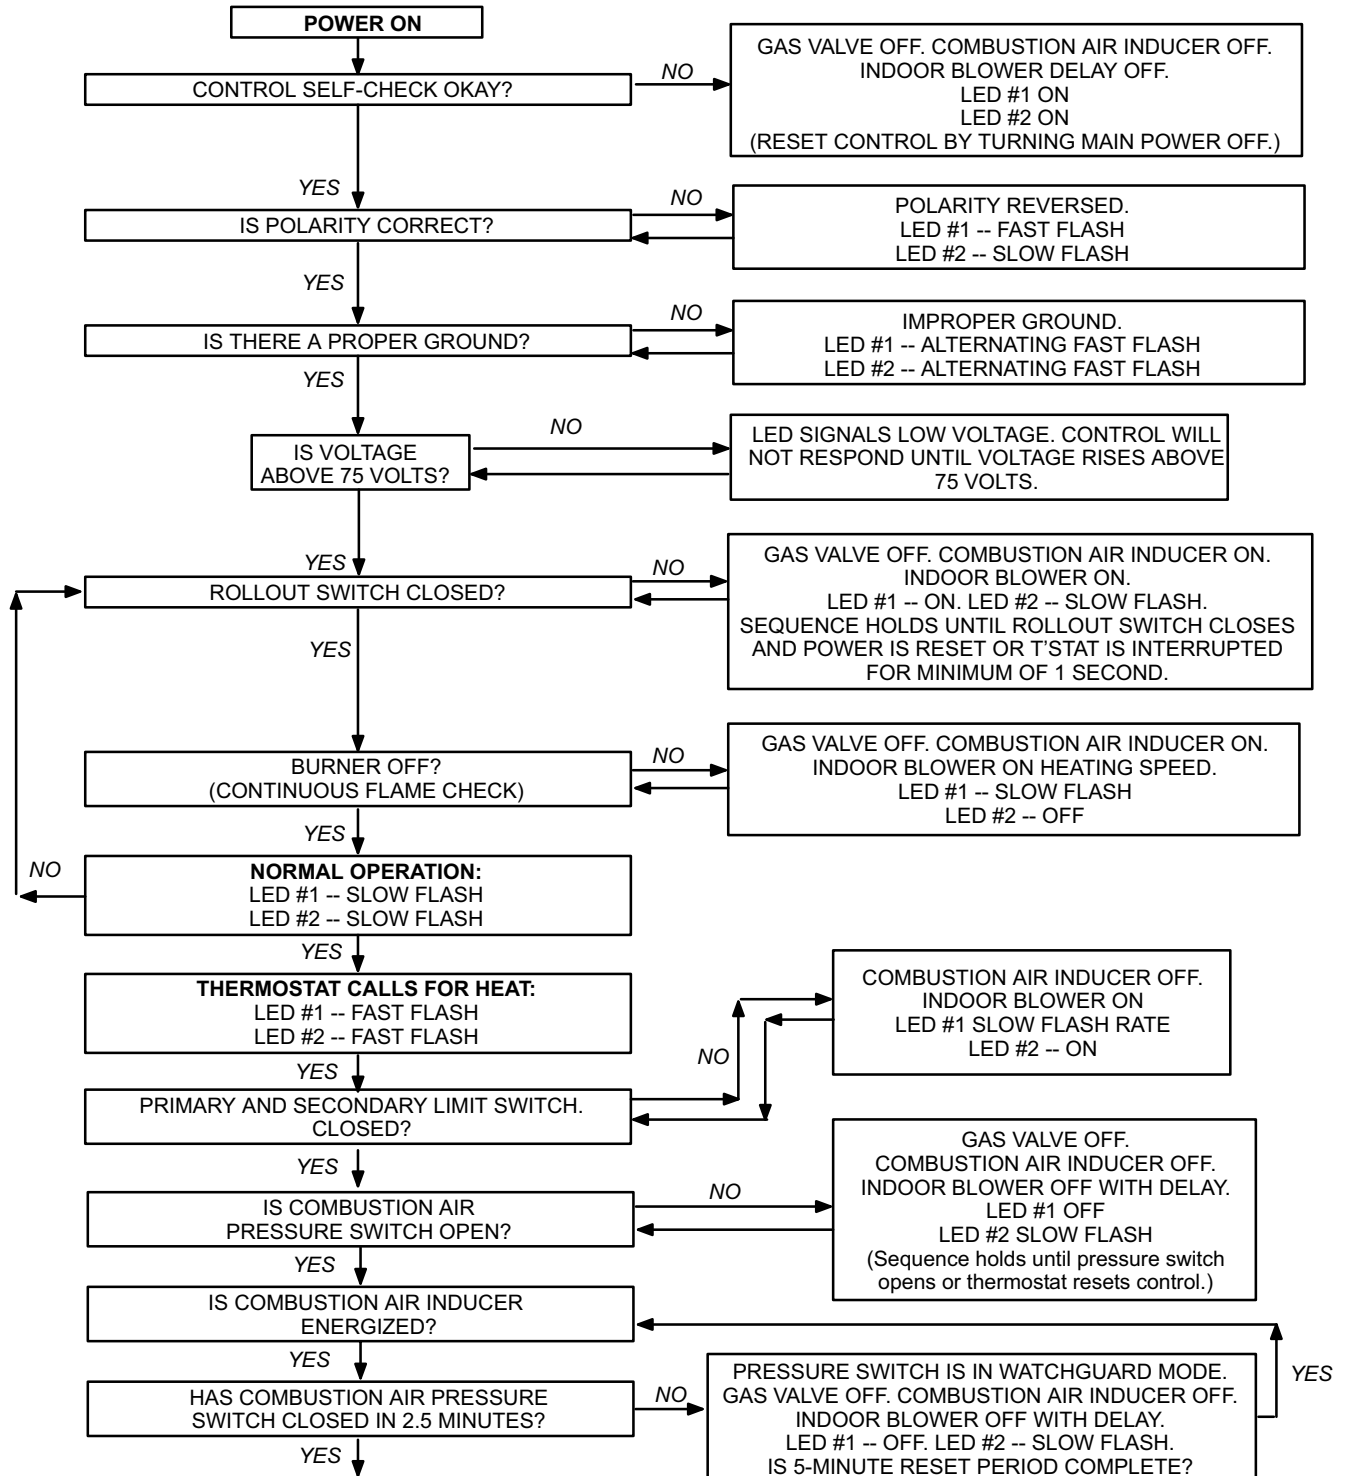 POWER ON
CONTROL SELF-CHECK OKAY?
NO
GAS VALVE OFF. COMBUSTION AIR INDUCER OFF.
INDOOR BLOWER DELAY OFF.
LED #1 ON
LED #2 ON
(RESET CONTROL BY TURNING MAIN POWER OFF.)
YES
IS POLARITY CORRECT?
NO
POLARITY REVERSED.
LED #1 -- FAST FLASH
LED #2 -- SLOW FLASH
YES
IS THERE A PROPER GROUND?
NO
IMPROPER GROUND.
LED #1 -- ALTERNATING FAST FLASH
LED #2 -- ALTERNATING FAST FLASH
YES
IS VOLTAGE
ABOVE 75 VOLTS?
NO
LED SIGNALS LOW VOLTAGE. CONTROL WILL
NOT RESPOND UNTIL VOLTAGE RISES ABOVE
75 VOLTS.
YES
ROLLOUT SWITCH CLOSED?
NO
GAS VALVE OFF. COMBUSTION AIR INDUCER ON.
INDOOR BLOWER ON.
LED #1 -- ON. LED #2 -- SLOW FLASH.
SEQUENCE HOLDS UNTIL ROLLOUT SWITCH CLOSES
AND POWER IS RESET OR T'STAT IS INTERRUPTED
FOR MINIMUM OF 1 SECOND.
YES
BURNER OFF?
(CONTINUOUS FLAME CHECK)
NO
GAS VALVE OFF. COMBUSTION AIR INDUCER ON.
INDOOR BLOWER ON HEATING SPEED.
LED #1 -- SLOW FLASH
LED #2 -- OFF
YES
NO
NORMAL OPERATION:
LED #1 -- SLOW FLASH
LED #2 -- SLOW FLASH
YES
THERMOSTAT CALLS FOR HEAT:
LED #1 -- FAST FLASH
LED #2 -- FAST FLASH
YES
PRIMARY AND SECONDARY LIMIT SWITCH.
CLOSED?
NO
COMBUSTION AIR INDUCER OFF.
INDOOR BLOWER ON
LED #1 SLOW FLASH RATE
LED #2 -- ON
YES
IS COMBUSTION AIR
PRESSURE SWITCH OPEN?
NO
GAS VALVE OFF.
COMBUSTION AIR INDUCER OFF.
INDOOR BLOWER OFF WITH DELAY.
LED #1 OFF
LED #2 SLOW FLASH
(Sequence holds until pressure switch
opens or thermostat resets control.)
YES
IS COMBUSTION AIR INDUCER
ENERGIZED?
YES
HAS COMBUSTION AIR PRESSURE
SWITCH CLOSED IN 2.5 MINUTES?
NO
PRESSURE SWITCH IS IN WATCHGUARD MODE.
GAS VALVE OFF. COMBUSTION AIR INDUCER OFF.
INDOOR BLOWER OFF WITH DELAY.
LED #1 -- OFF. LED #2 -- SLOW FLASH.
IS 5-MINUTE RESET PERIOD COMPLETE?
YES
YES